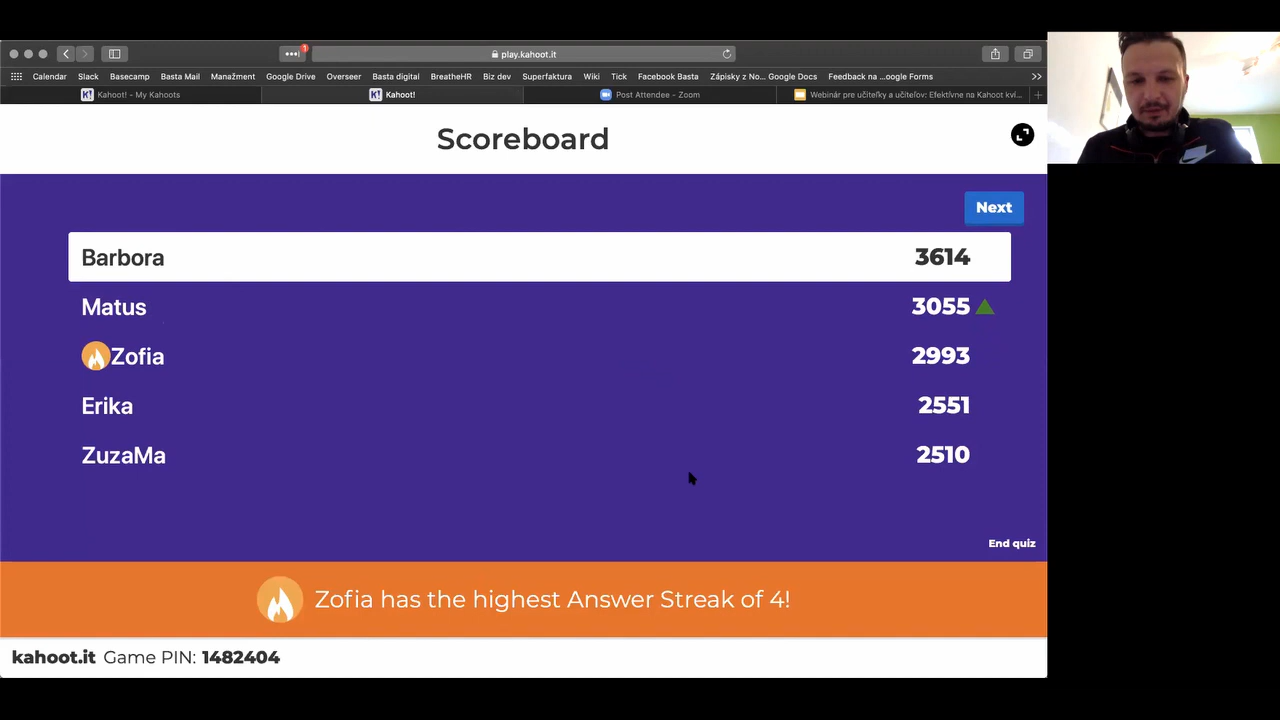 1
play.kahoot.it
Calendar Slack Basecamp Basta Mail Manažment Google Drive Overseer Basta digital BreatheHR Biz dev Superfaktura Wiki Tick Facebook Basta Zápisky z No... Google Docs Feedback na ...oogle Forms
K! Kahoot! - My Kahoots K! Kahoot! Post Attendee - Zoom Webinár pre učiteľky a učiteľov: Efektívne na Kahoot kví...
Scoreboard
Next
Barbora 3614
Matus 3055
Zofia 2993
Erika 2551
ZuzaMa 2510
End quiz
Zofia has the highest Answer Streak of 4!
kahoot.it Game PIN: 1482404